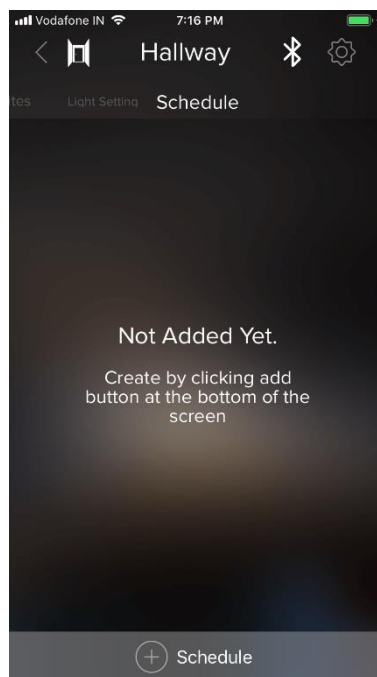 Vodafone IN 7:16 PM
Hallway
ites Light Setting Schedule
Not Added Yet.
Create by clicking add
button at the bottom of the
screen
Schedule